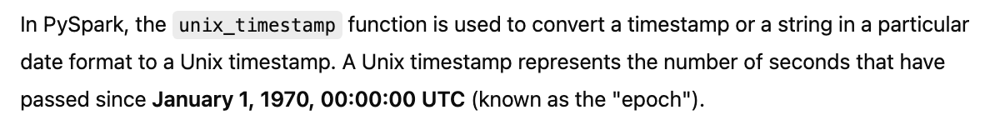 In PySpark, the unix_timestamp function is used to convert a timestamp or a string in a particular
date format to a Unix timestamp. A Unix timestamp represents the number of seconds that have
passed since January 1, 1970, 00:00:00 UTC (known as the "epoch").